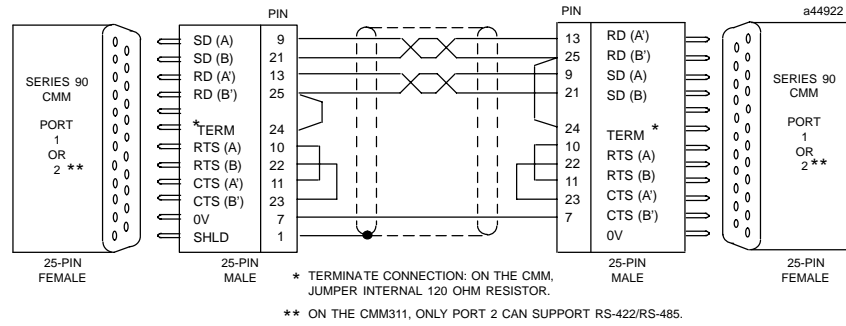 PIN
PIN
a44922
SERIES 90
CMM
PORT
1
OR
2 **
25-PIN
FEMALE
SD (A) 9
SD (B) 21
RD (A') 13
RD (B') 25
*TERM 24
RTS (A) 10
RTS (B) 22
CTS (A') 11
CTS (B') 23
0V 7
SHLD 1
25-PIN
MALE
13 RD (A')
25 RD (B')
9 SD (A)
21 SD (B)
24 TERM *
10 RTS (A)
22 RTS (B)
11 CTS (A')
23 CTS (B')
7 0V
25-PIN
MALE
SERIES 90
CMM
PORT
1
OR
2 **
25-PIN
FEMALE
* TERMINATE CONNECTION: ON THE CMM,
JUMPER INTERNAL 120 OHM RESISTOR.
** ON THE CMM311, ONLY PORT 2 CAN SUPPORT RS-422/RS-485.